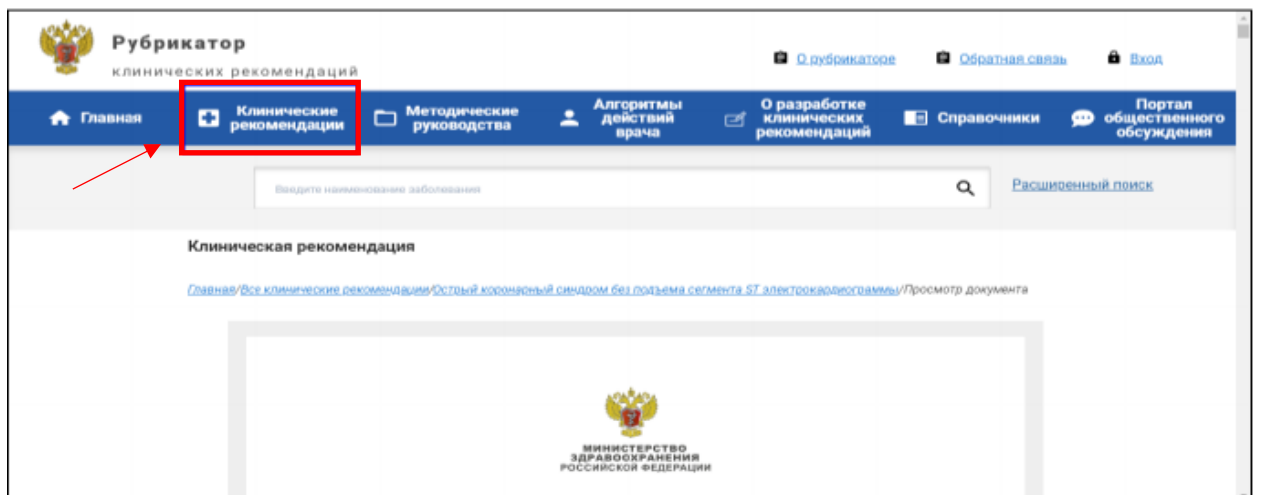 Рубрикатор
клинических рекомендаций
О рубрикаторе
Обратная связь
Вход
Главная
Клинические
рекомендации
Методические
руководства
Алгоритмы
действий
врача
О разработке
клинических
рекомендаций
Справочники
Портал
общественного
обсуждения
Введите наименование заболевания
Расширенный поиск
Клиническая рекомендация
Главная/Все клинические рекомендации/Острый коронарный синдром без подъема сегмента ST электрокардиограммы/Просмотр документа
МИНИСТЕРСТВО
ЗДРАВООХРАНЕНИЯ
РОССИЙСКОЙ ФЕДЕРАЦИИ